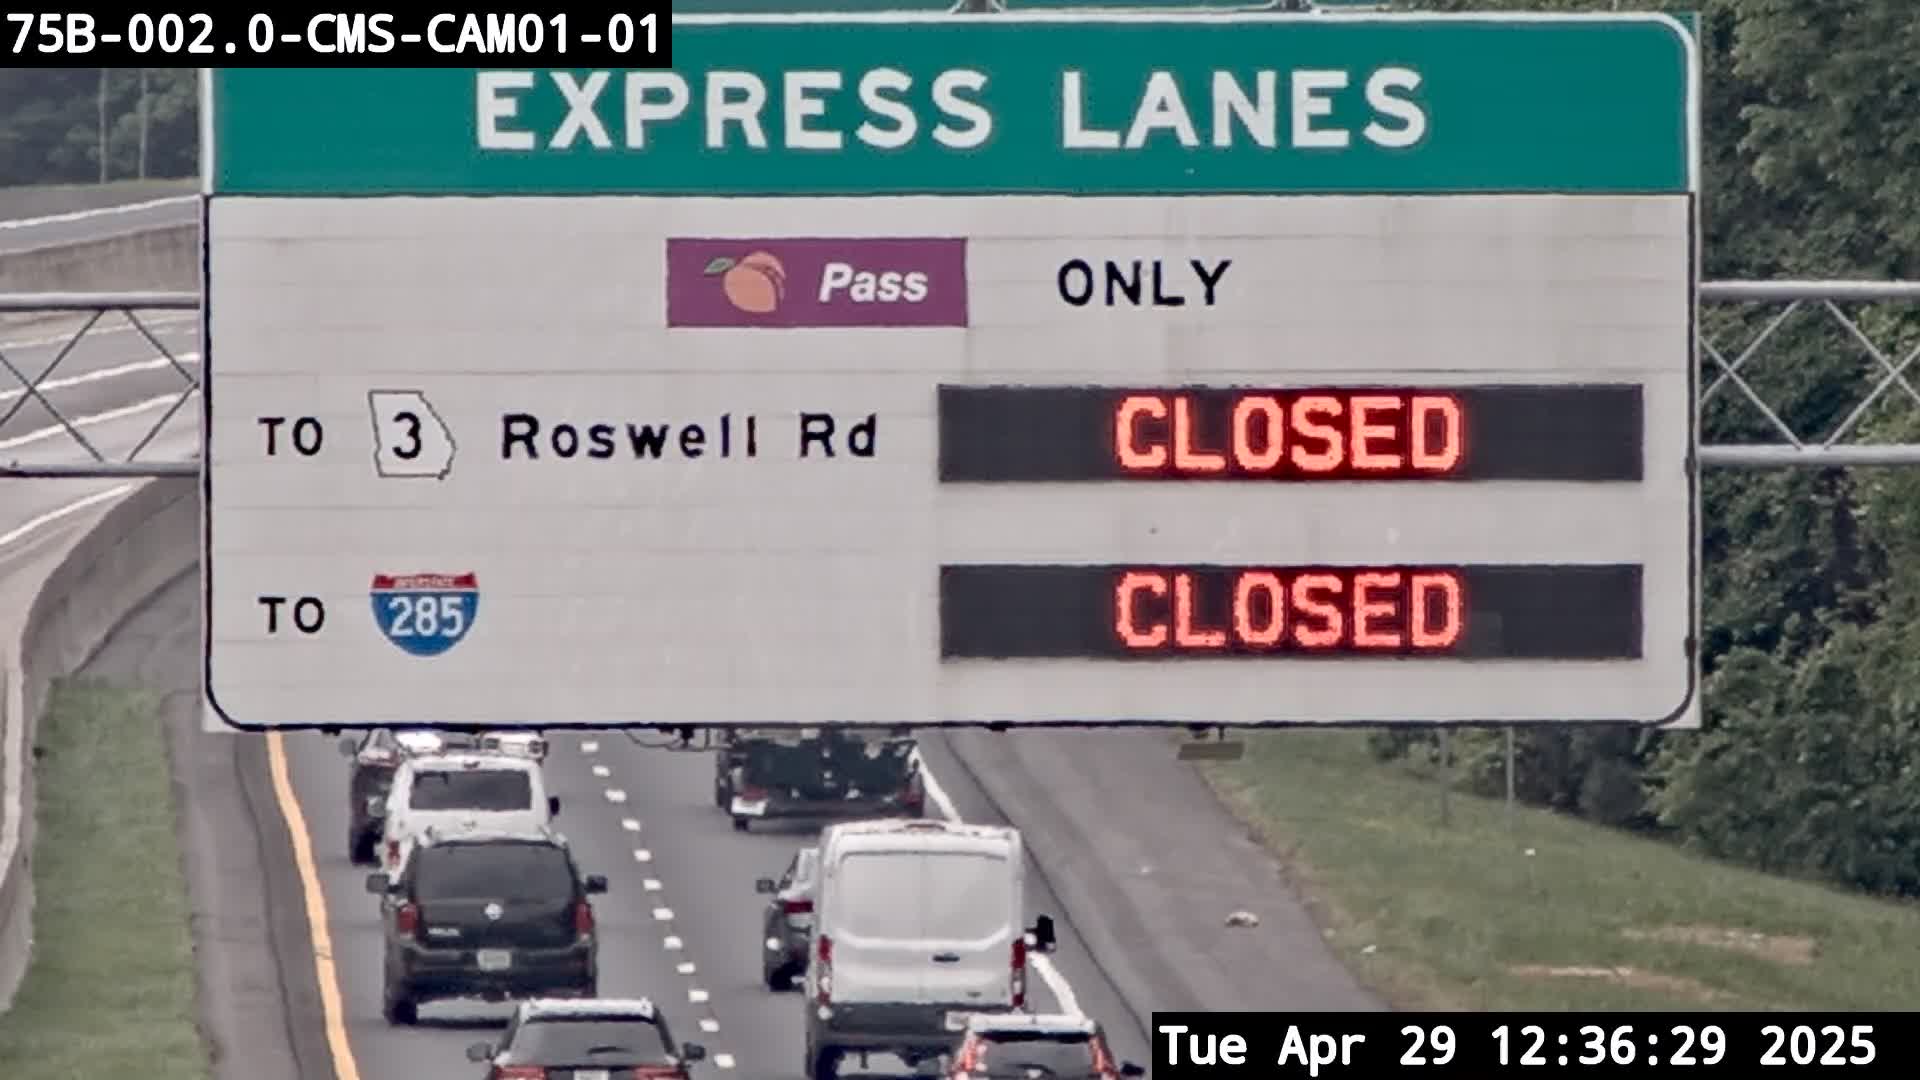 75B-002.0-CMS-CAM01-01
EXPRESS LANES
Pass ONLY
TO 3 Roswell Rd CLOSED
INTERSTATE
TO 285 CLOSED
Tue Apr 29 12:36:29 2025